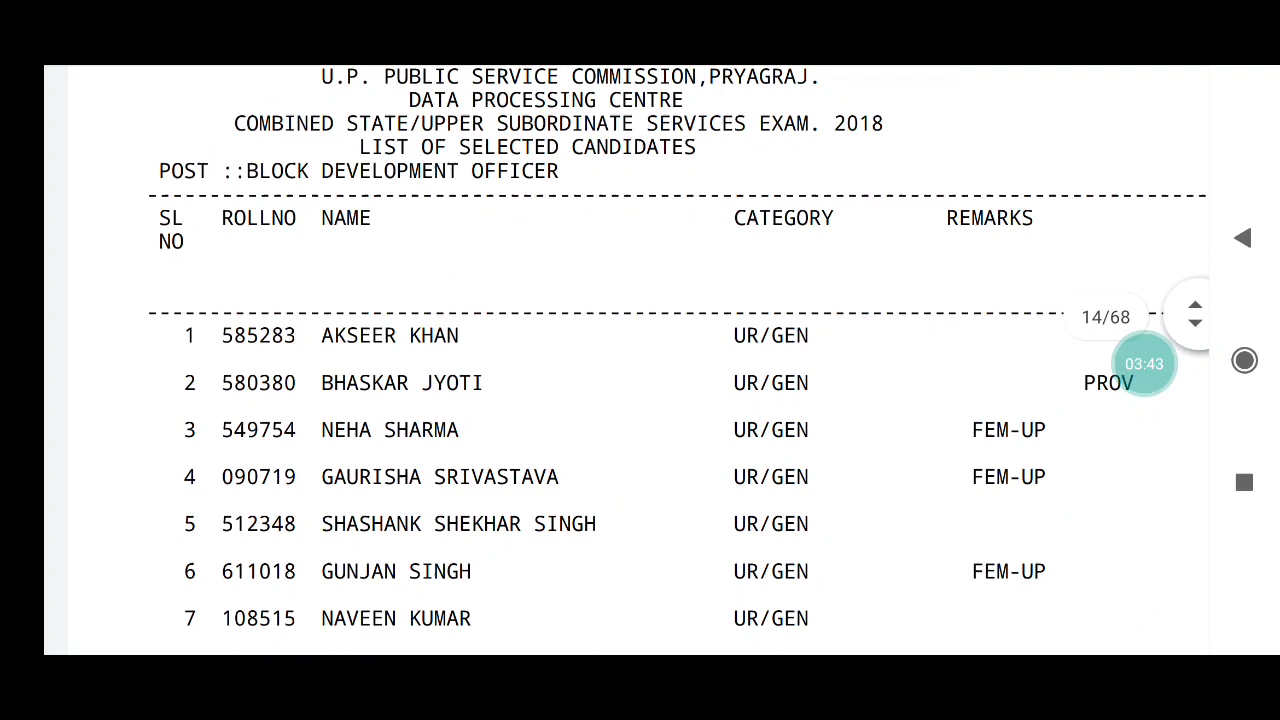 U.P. PUBLIC SERVICE COMMISSION,PRYAGRAJ.
DATA PROCESSING CENTRE
COMBINED STATE/UPPER SUBORDINATE SERVICES EXAM. 2018
LIST OF SELECTED CANDIDATES
POST ::BLOCK DEVELOPMENT OFFICER
SL ROLLNO NAME CATEGORY REMARKS
NO
14/68
1 585283 AKSEER KHAN UR/GEN
03:43
2 580380 BHASKAR JYOTI UR/GEN PROV
3 549754 NEHA SHARMA UR/GEN FEM-UP
4 090719 GAURISHA SRIVASTAVA UR/GEN FEM-UP
5 512348 SHASHANK SHEKHAR SINGH UR/GEN
6 611018 GUNJAN SINGH UR/GEN FEM-UP
7 108515 NAVEEN KUMAR UR/GEN